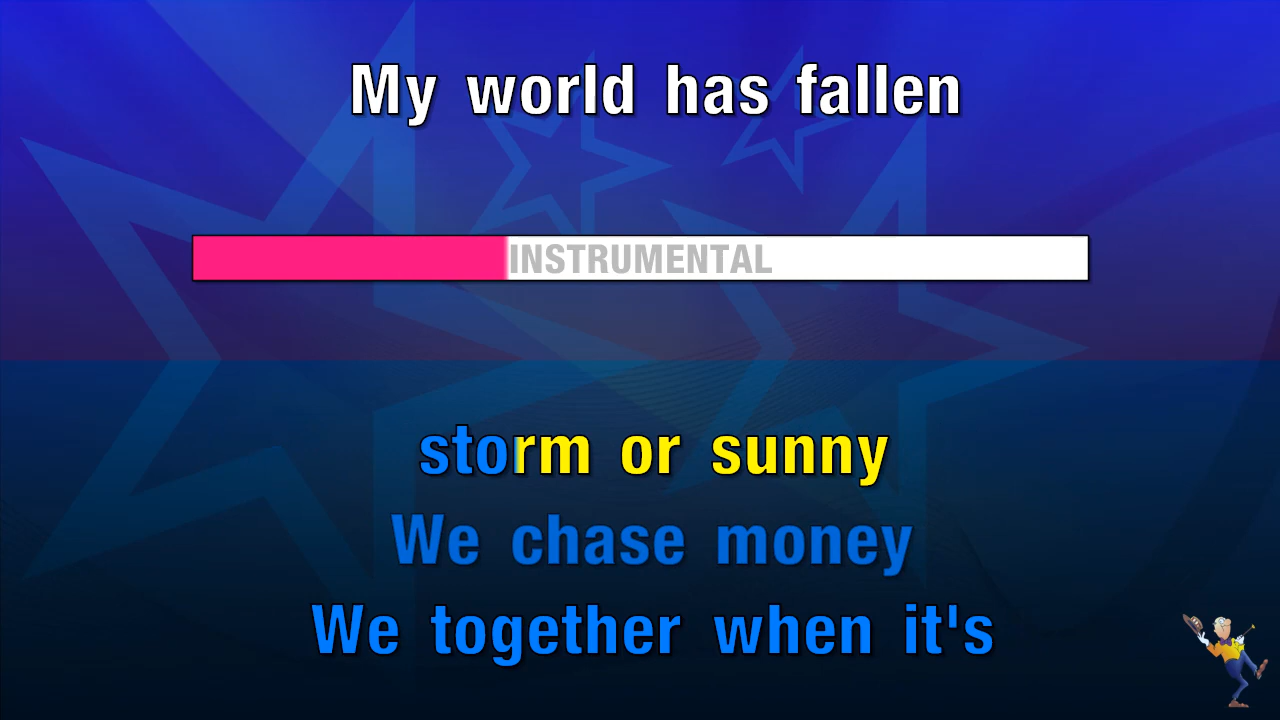 My world has fallen
INSTRUMENTAL
storm or sunny
We chase money
We together when it's